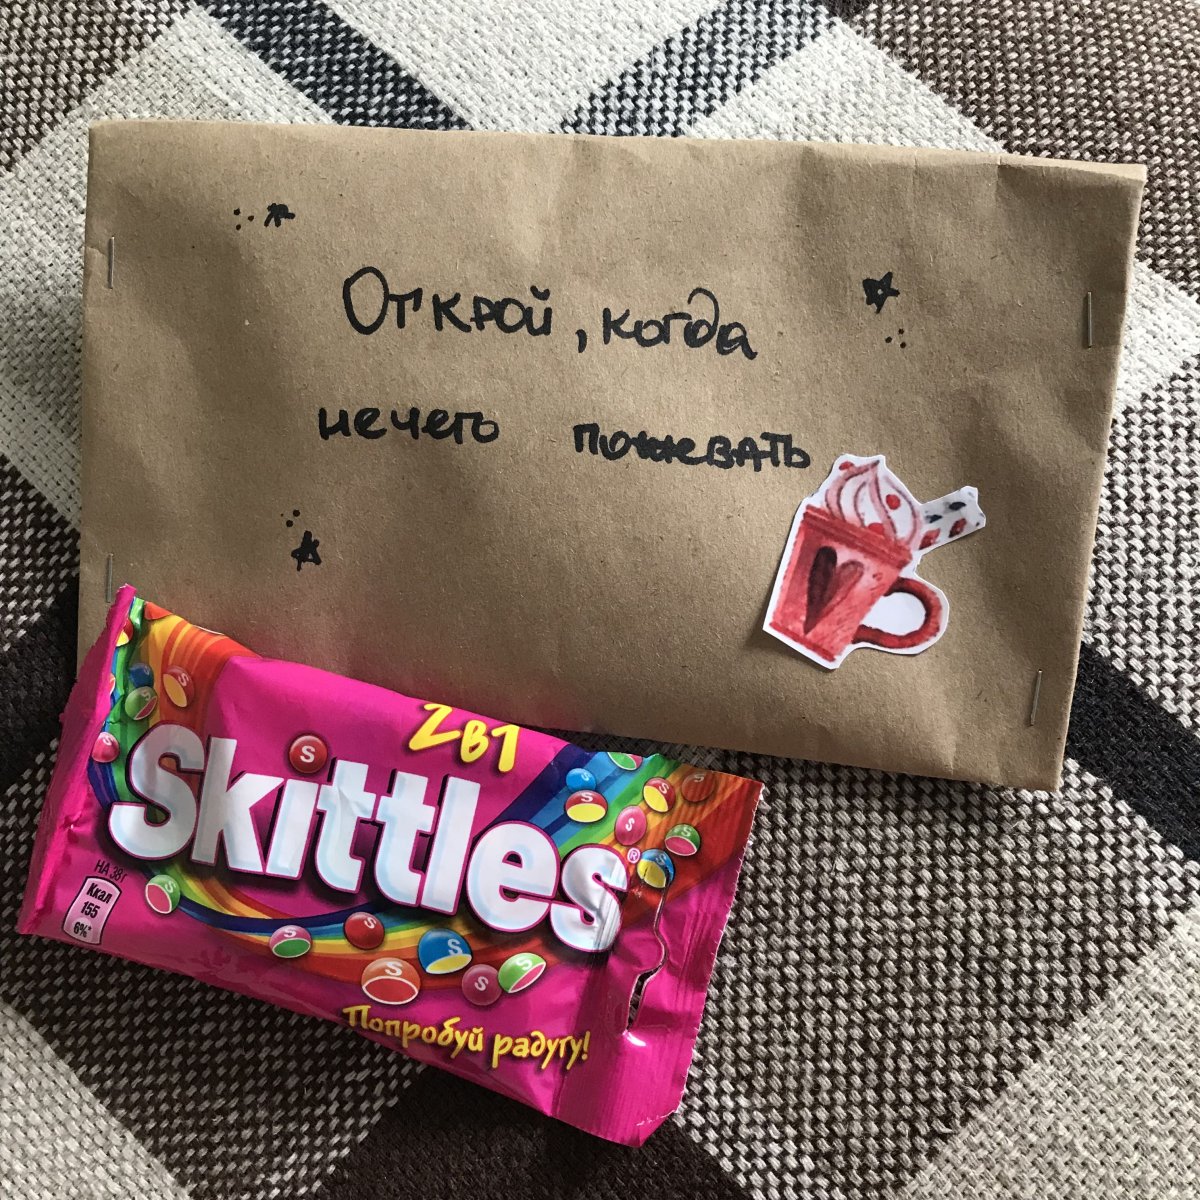 Открой, когда
нечего пожевать
2в1
Skittles®
НА 38г
Ккал
155
6%*
Попробуй радугу!